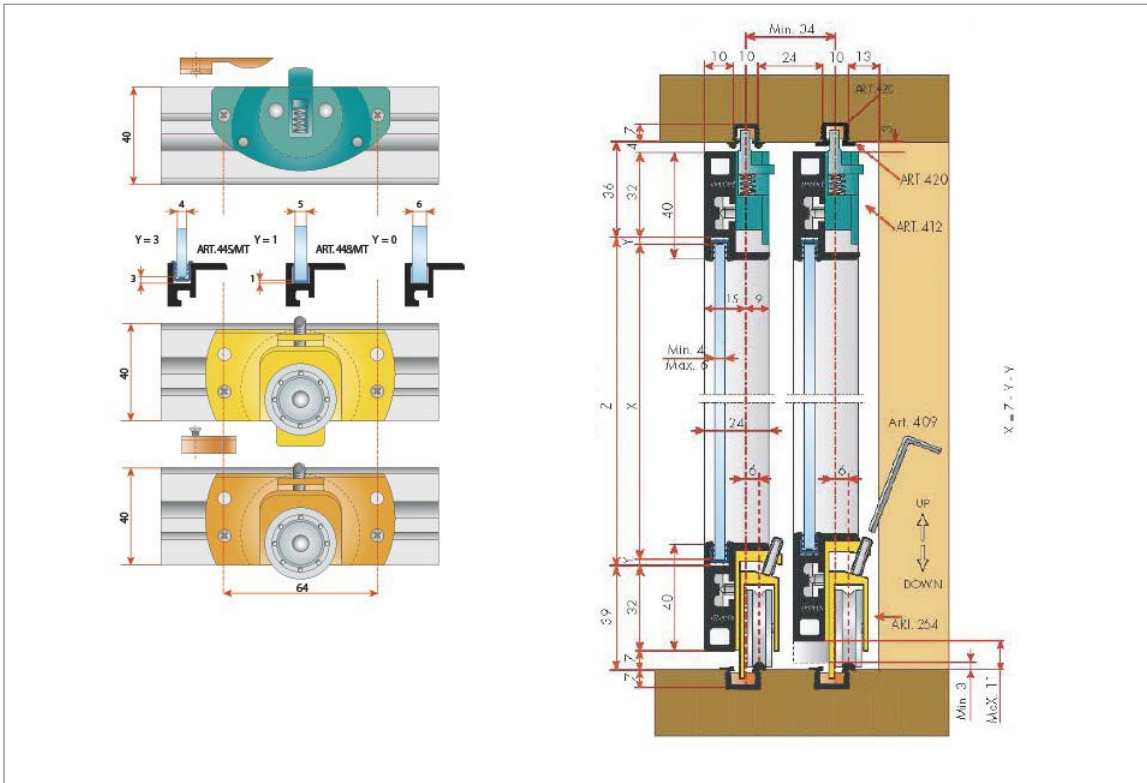 40
4
5
6
Y = 3
ART. 445/MT
Y = 1
ART. 448/MT
Y = 0
3
1
40
40
64
Min. 34
10
10
24
10
13
ART.420
7
4
3
36
32
40
ART. 420
ART. 412
Y
15
9
Min. 4
Max. 6
Z
X
24
X = Z - Y - Y
Art. 409
6
6
UP
DOWN
Y
39
32
40
ART. 254
7
7
Min. 3
MaX. 11